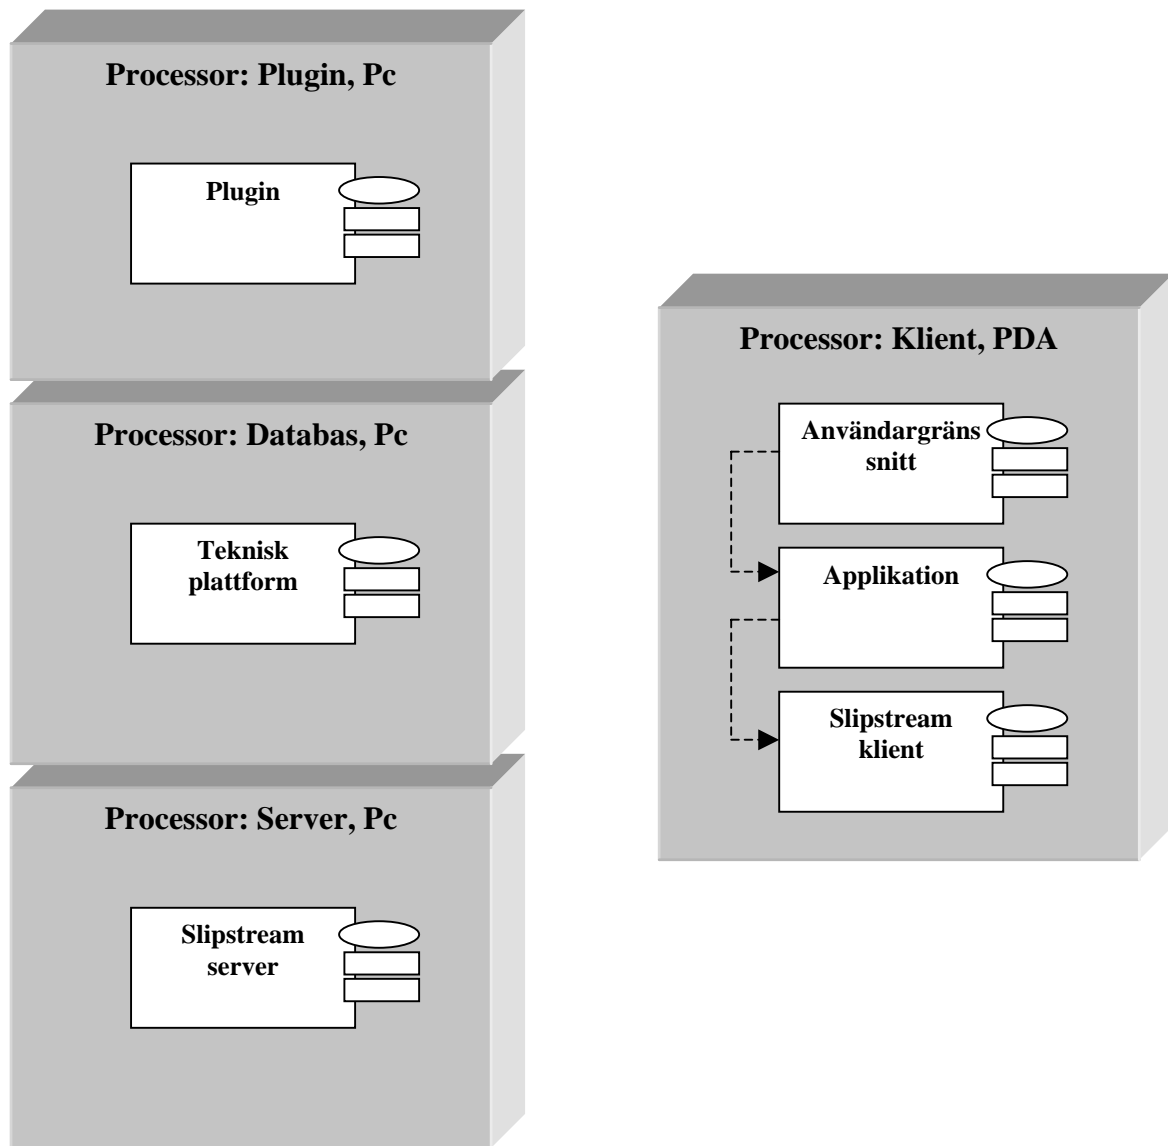 Processor: Plugin, Pc
Plugin
Processor: Databas, Pc
Teknisk
plattform
Processor: Server, Pc
Slipstream
server
Processor: Klient, PDA
Användargräns
snitt
Applikation
Slipstream
klient